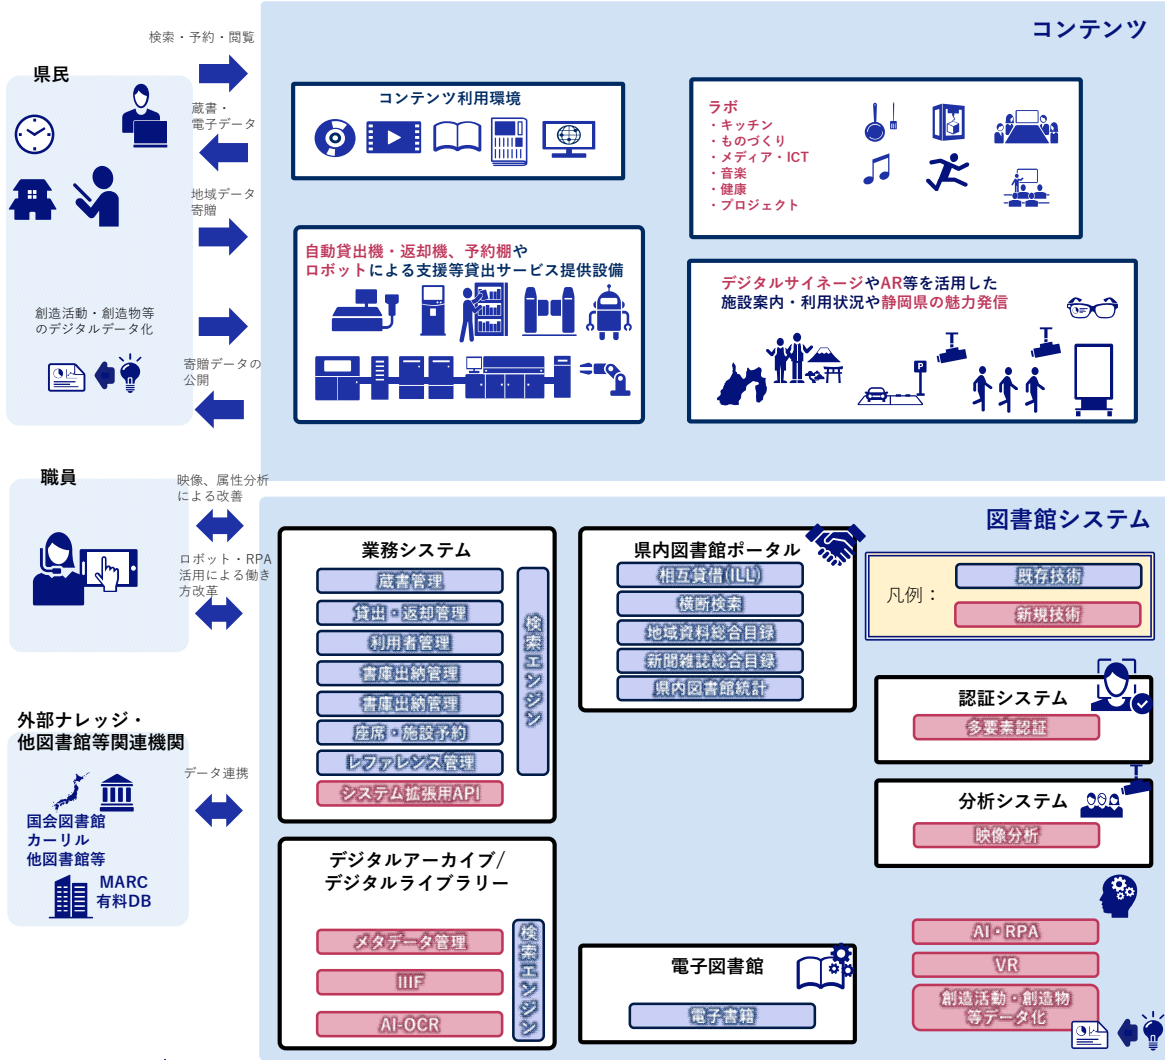 コンテンツ
検索・予約・閲覧
県民
蔵書・
電子データ
地域データ
寄贈
創造活動・創造物等
のデジタルデータ化
寄贈データの
公開
コンテンツ利用環境
ラボ
・キッチン
・ものづくり
・メディア・ICT
・音楽
・健康
・プロジェクト
自動貸出機・返却機、予約棚や
ロボットによる支援等貸出サービス提供設備
デジタルサイネージやAR等を活用した
施設案内・利用状況や静岡県の魅力発信
P
職員
映像、属性分析
による改善
ロボット・RPA
活用による働き
方改革
外部ナレッジ・
他図書館等関連機関
データ連携
国会図書館
カーリル
他図書館等
MARC
有料DB
図書館システム
業務システム
蔵書管理
貸出・返却管理
利用者管理
書庫出納管理
書庫出納管理
座席・施設予約
レファレンス管理
システム拡張用API
検索エンジン
県内図書館ポータル
相互貸借(ILL)
横断検索
地域資料総合目録
新聞雑誌総合目録
県内図書館統計
凡例：
既存技術
新規技術
認証システム
多要素認証
分析システム
映像分析
デジタルアーカイブ/
デジタルライブラリー
メタデータ管理
IIIF
AI-OCR
検索エンジン
電子図書館
電子書籍
AI・RPA
VR
創造活動・創造物
等データ化